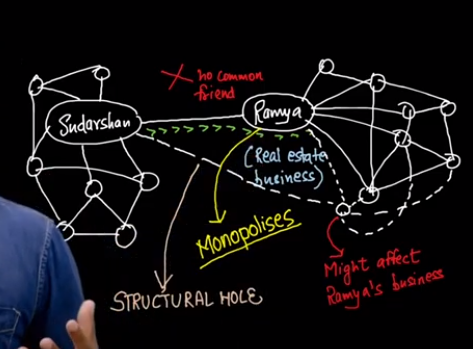 no common
friend
Sudarshan
Ramya
(Real estate
business)
Monopolises
STRUCTURAL HOLE
Might affect
Ramya's business